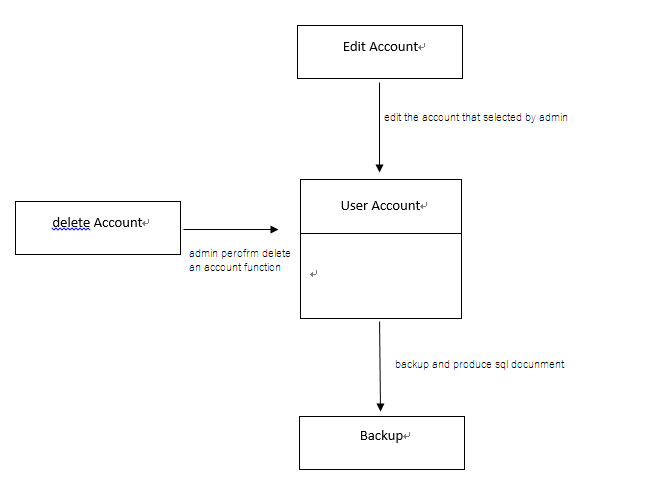 Edit Account
edit the account that selected by admin
User Account
delete Account
admin perofrm delete
an account function
backup and produce sql docunment
Backup